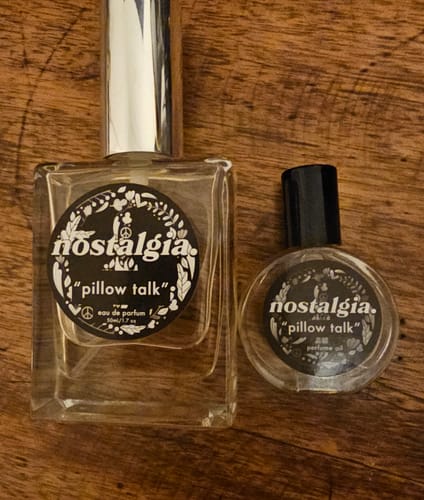 nostalgia.
"pillow talk"
eau de parfum
50ml/1.7 oz
nostalgia.
"pillow talk"
perfume oil